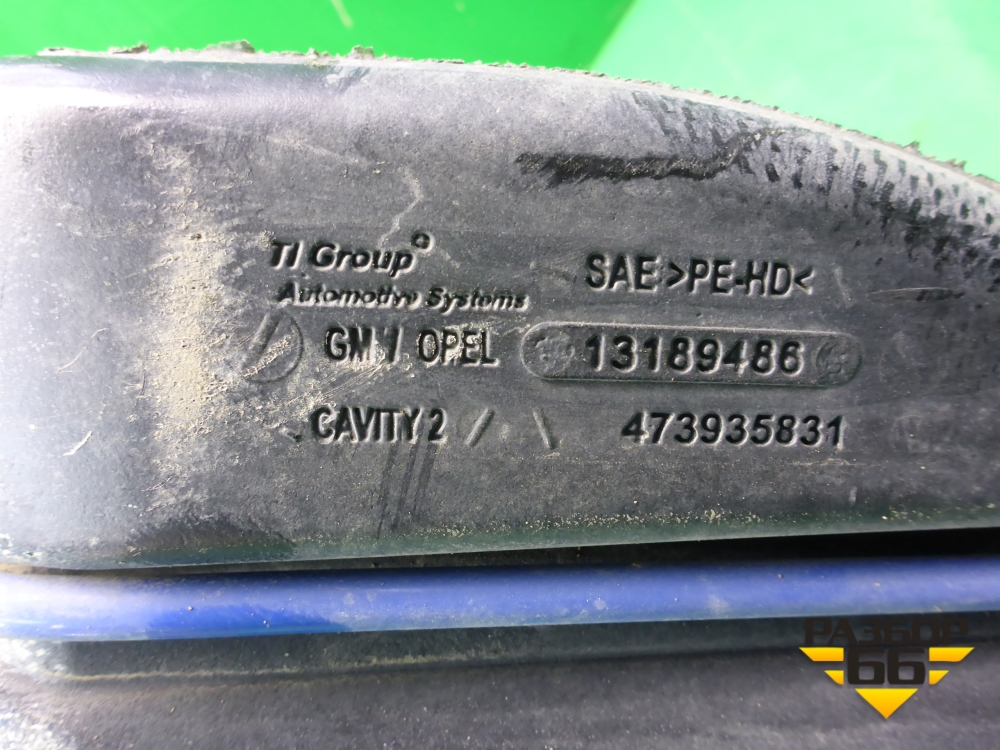 TI Group
Automotive Systems
SAE >PE-HD<
GM / OPEL 13189486
CAVITY 2 473935831
РАЗБОР
66